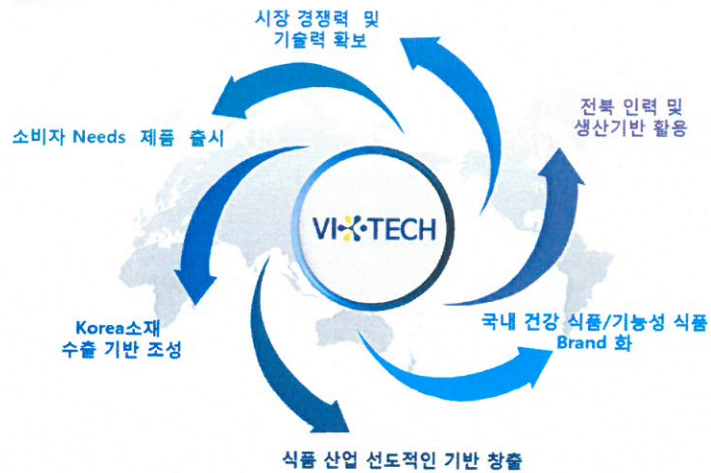 시장 경쟁력 및
기술력 확보
전북 인력 및
생산기반 활용
소비자 Needs 제품 출시
VI TECH
Korea소재
수출 기반 조성
국내 건강 식품/기능성 식품
Brand 화
식품 산업 선도적인 기반 창출